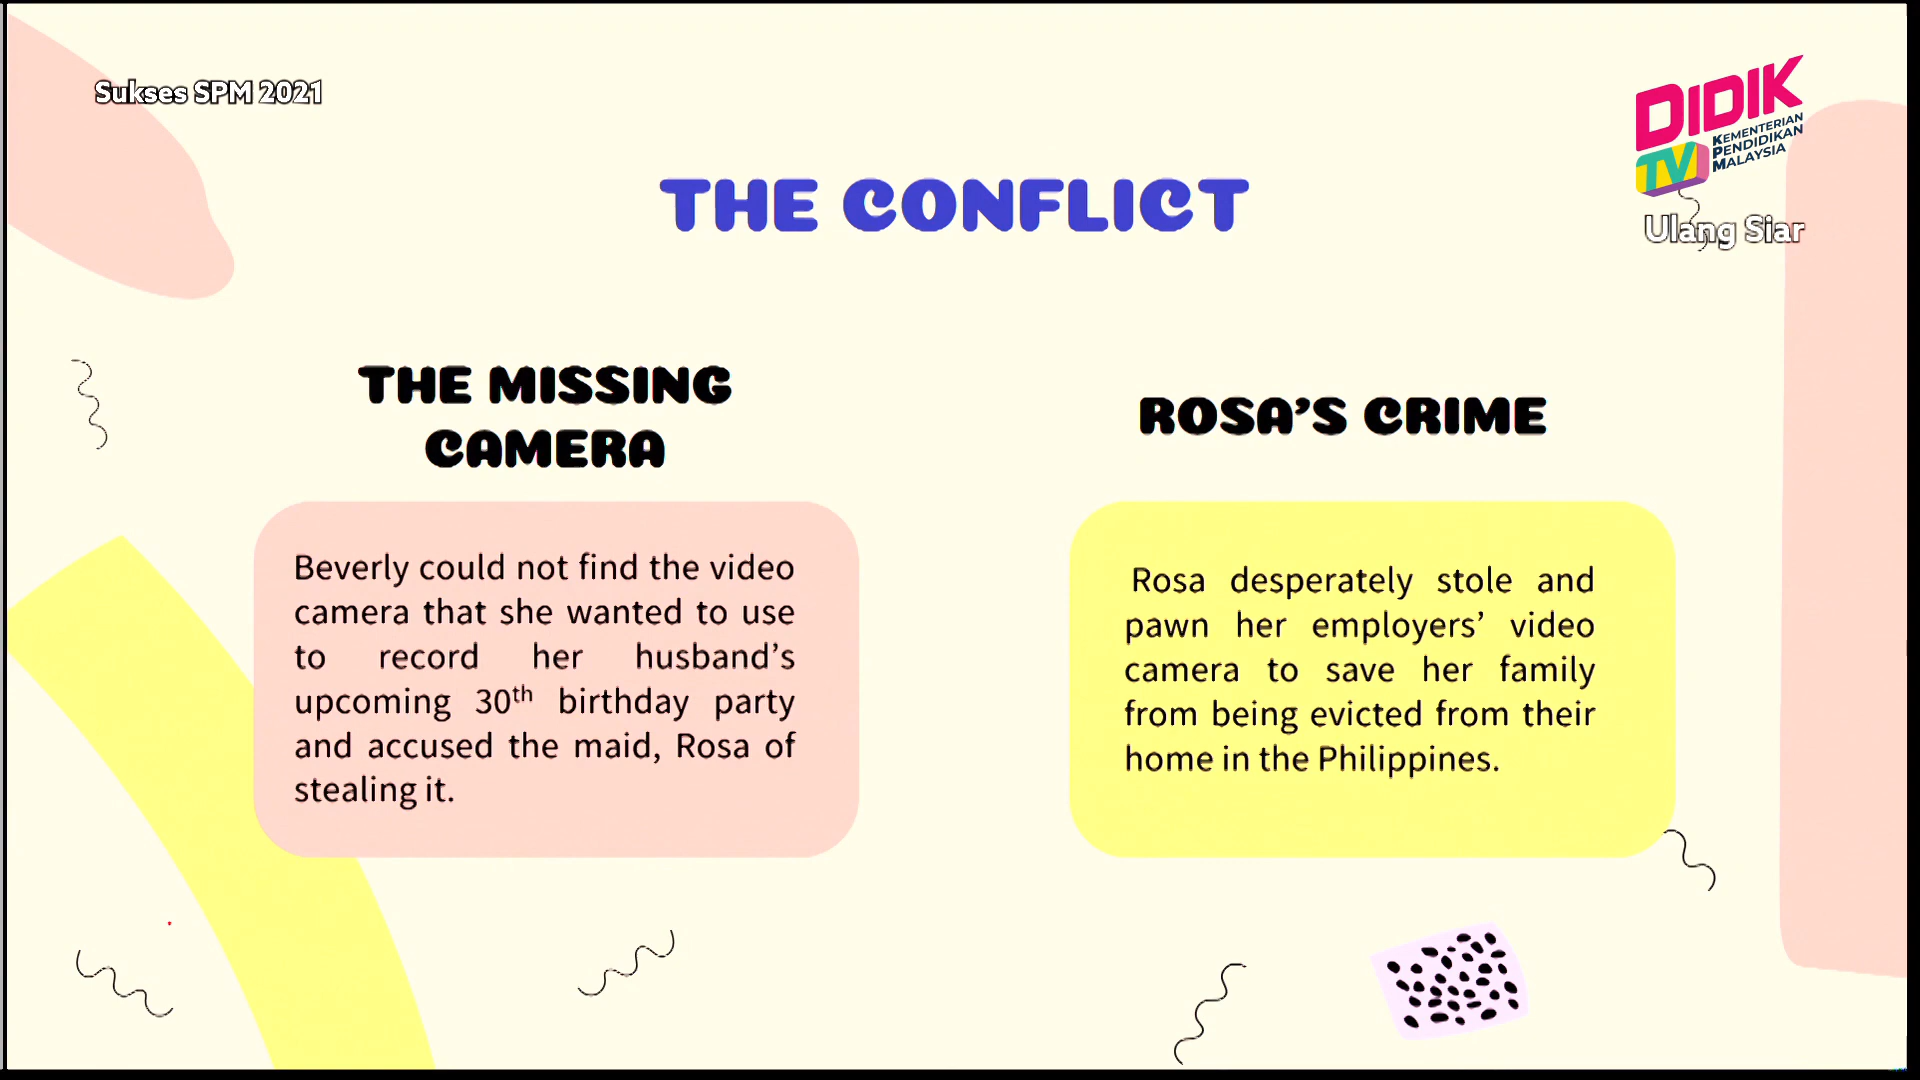 Sukses SPM 2021
DIDIK
TV
KEMENTERIAN
PENDIDIKAN
MALAYSIA
Ulang Siar
THE CONFLICT
THE MISSING
CAMERA
Beverly could not find the video
camera that she wanted to use
to record her husband's
upcoming 30th birthday party
and accused the maid, Rosa of
stealing it.
ROSA'S CRIME
Rosa desperately stole and
pawn her employers' video
camera to save her family
from being evicted from their
home in the Philippines.